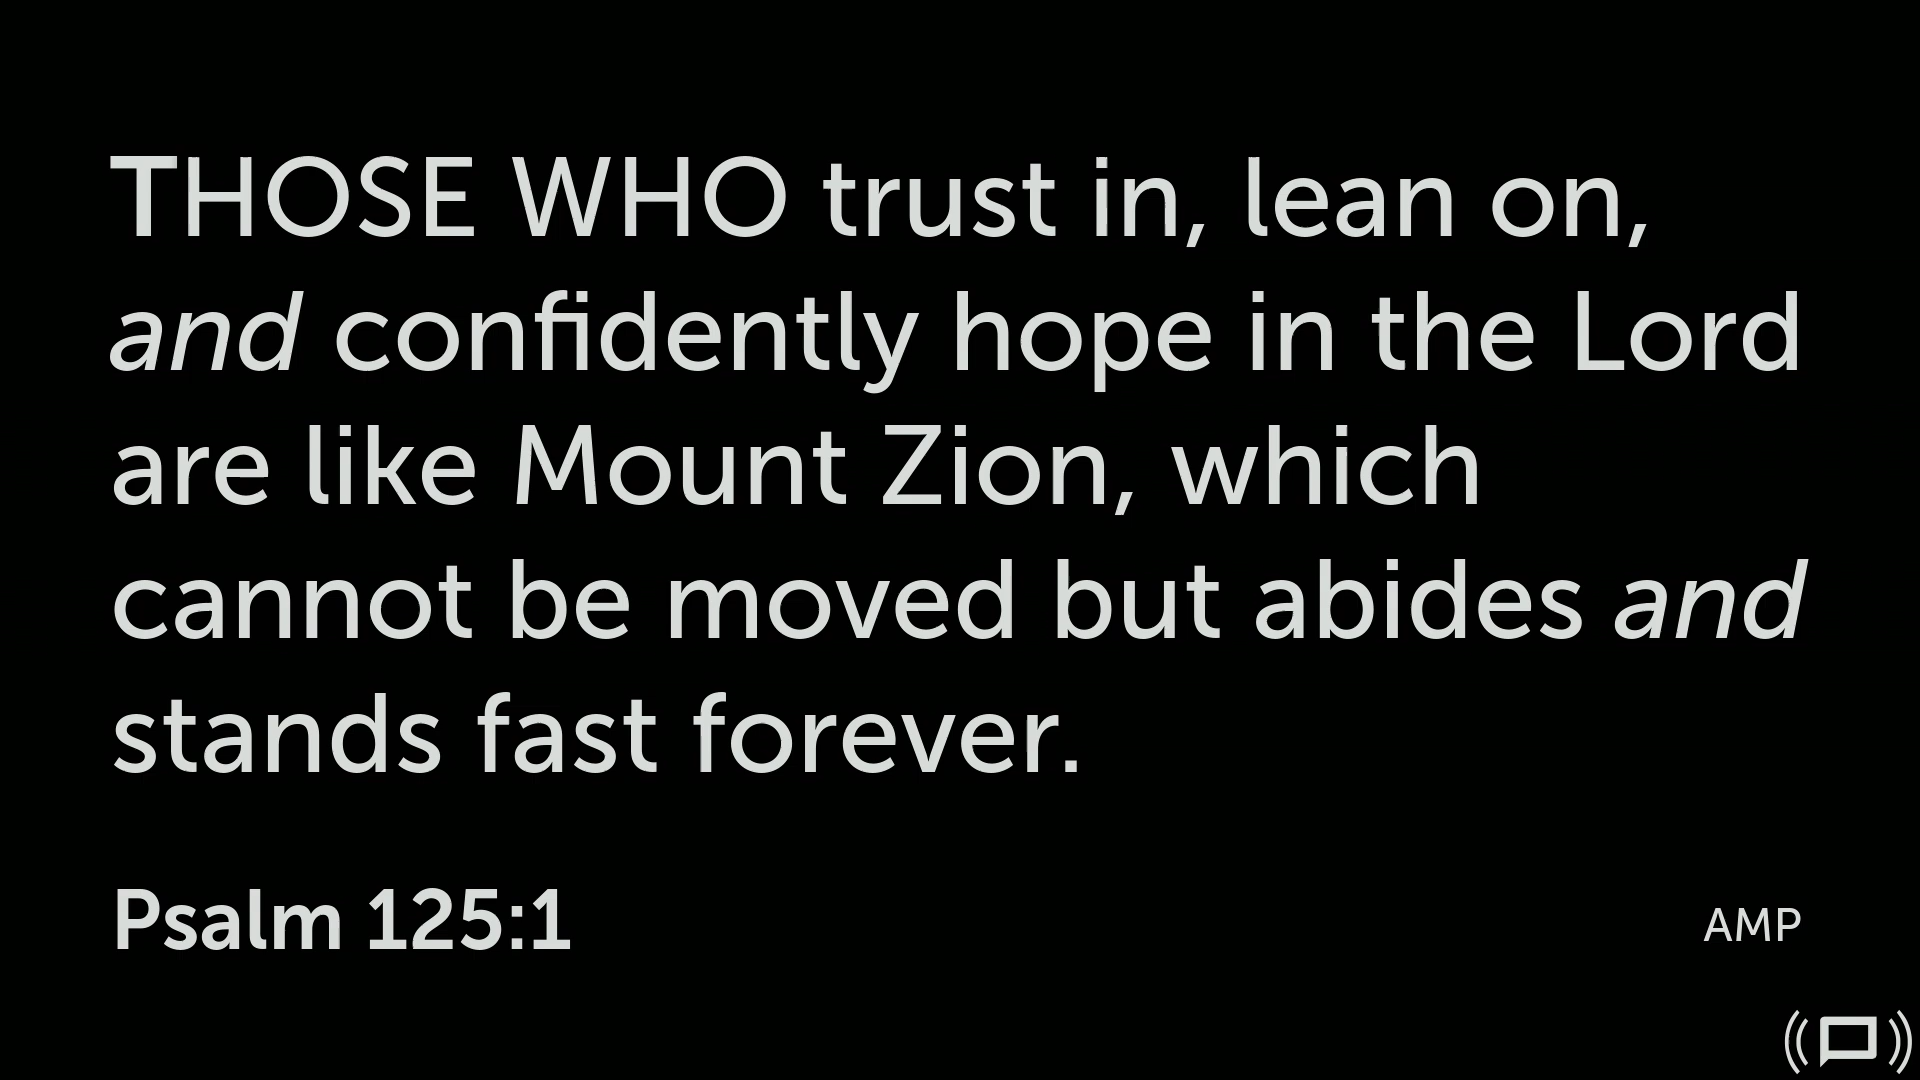 THOSE WHO trust in, lean on,
and confidently hope in the Lord
are like Mount Zion, which
cannot be moved but abides and
stands fast forever.
Psalm 125:1
AMP